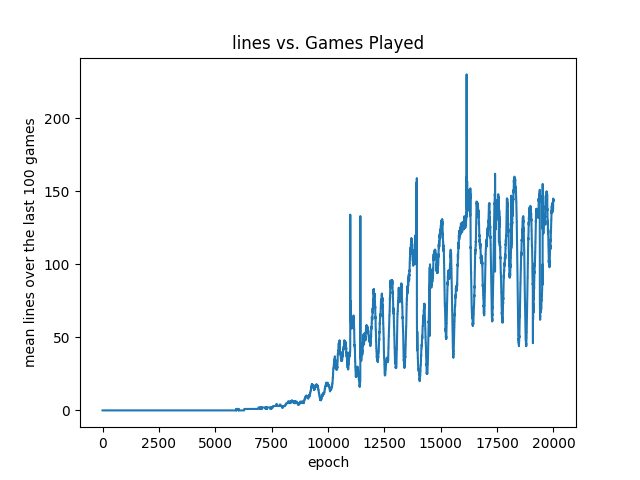 lines vs. Games Played
mean lines over the last 100 games
200
150
100
50
0
0 2500 5000 7500 10000 12500 15000 17500 20000
epoch